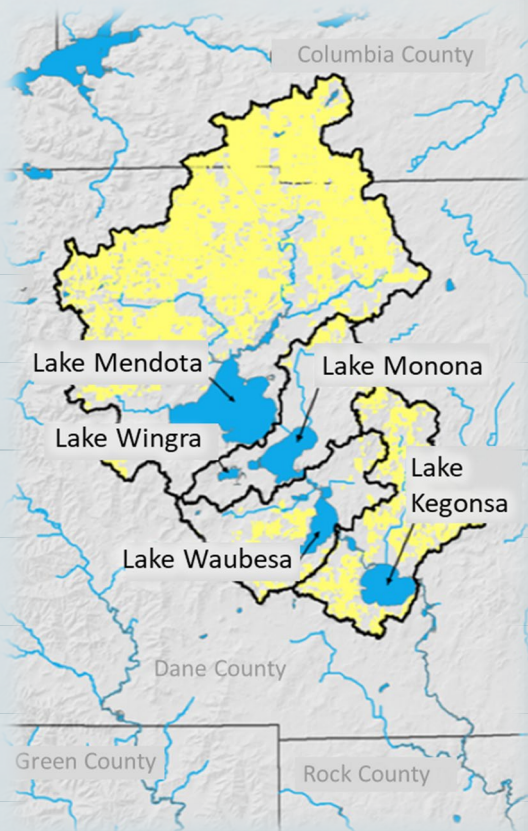 Columbia County
Lake Mendota
Lake Monona
Lake Wingra
Lake
Kegonsa
Lake Waubesa
Dane County
Green County
Rock County